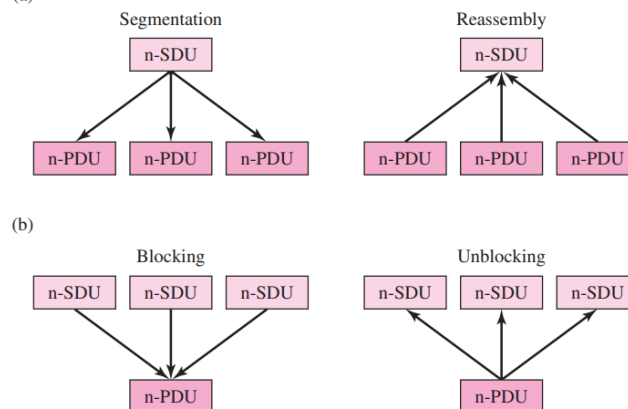 Segmentation Reassembly
n-SDU n-SDU
n-PDU n-PDU n-PDU n-PDU n-PDU n-PDU
(b)
Blocking Unblocking
n-SDU n-SDU n-SDU n-SDU n-SDU n-SDU
n-PDU n-PDU